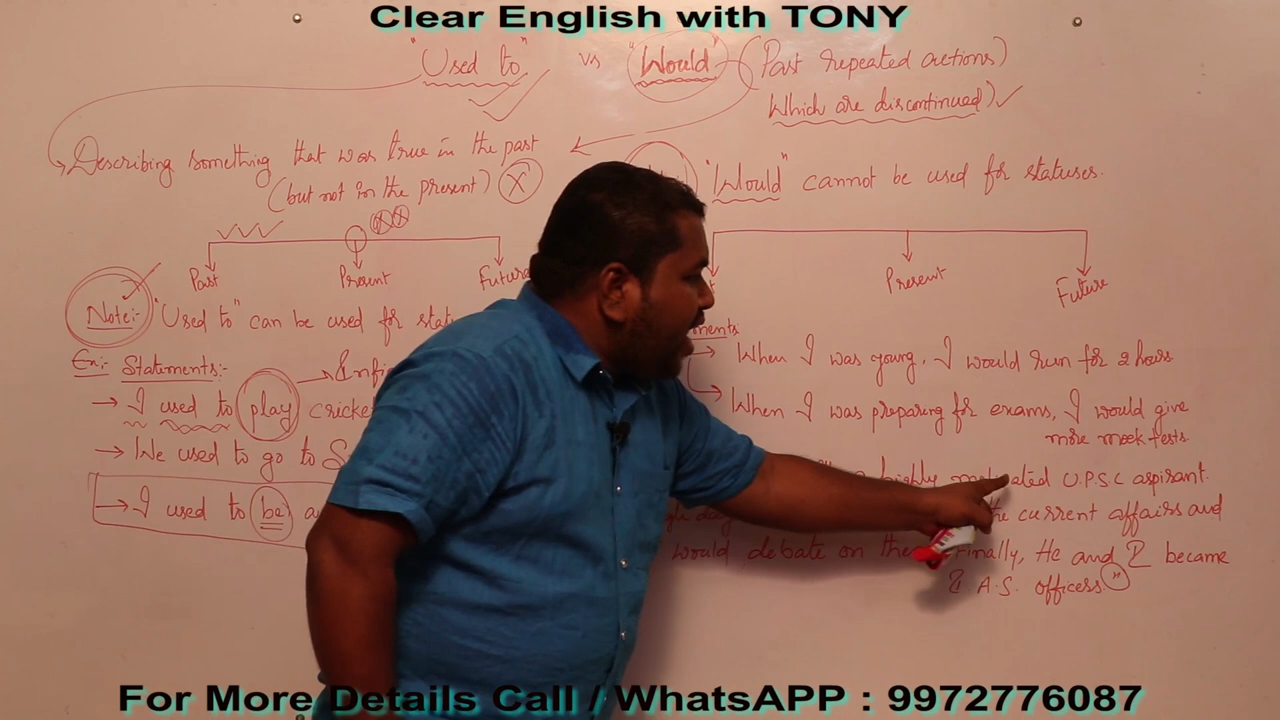 Clear English with TONY
"Used to" vs "Would" (Past repeated actions)
Which are discontinued)
Describing something that was true in the past
(but not in the present) X
"Would" cannot be used for statuses.
XX
Past Present Future
Present Future
Note:- "Used to" can be used for
Ex:- Statements:-
→ I used to play
→ We used to go to
→ I used to be
→ When I was young, I would run for 2 hours
→ When I was preparing for exams, I would give
more mock tests.
highly U.P.S.C aspirant.
the current affairs and
would debate on Finally, He and I became
I.A.S. officers."
For More Details Call / WhatsAPP : 9972776087